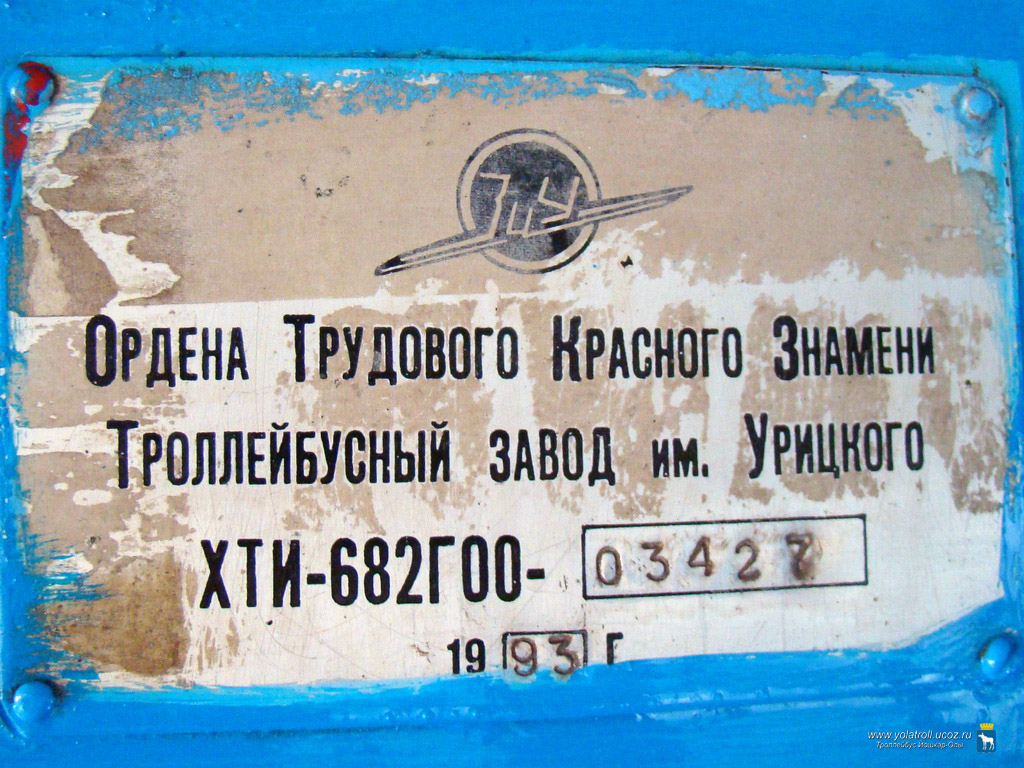 ЗиУ
Ордена Трудового Красного Знамени
Троллейбусный завод им. Урицкого
ХТИ-682Г00- 03427
1993 г
www.yolatroll.ucoz.ru
Троллейбус Йошкар-Олы